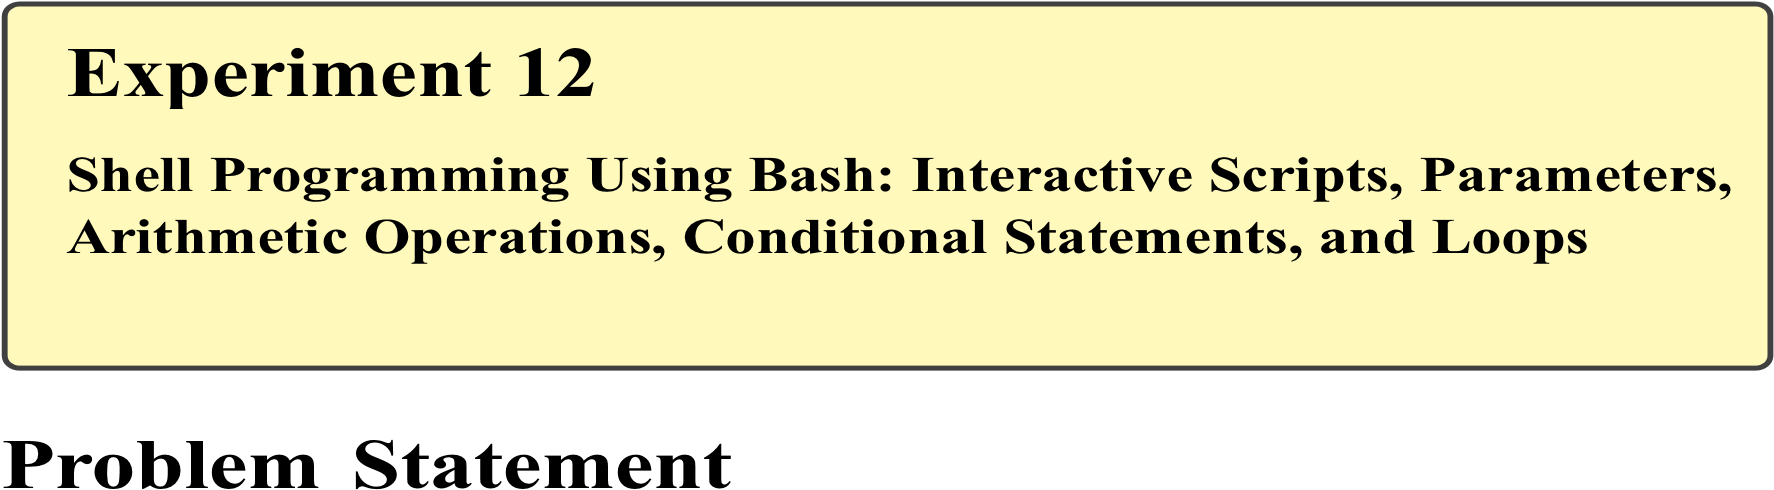 Experiment 12
Shell Programming Using Bash: Interactive Scripts, Parameters,
Arithmetic Operations, Conditional Statements, and Loops
Problem Statement